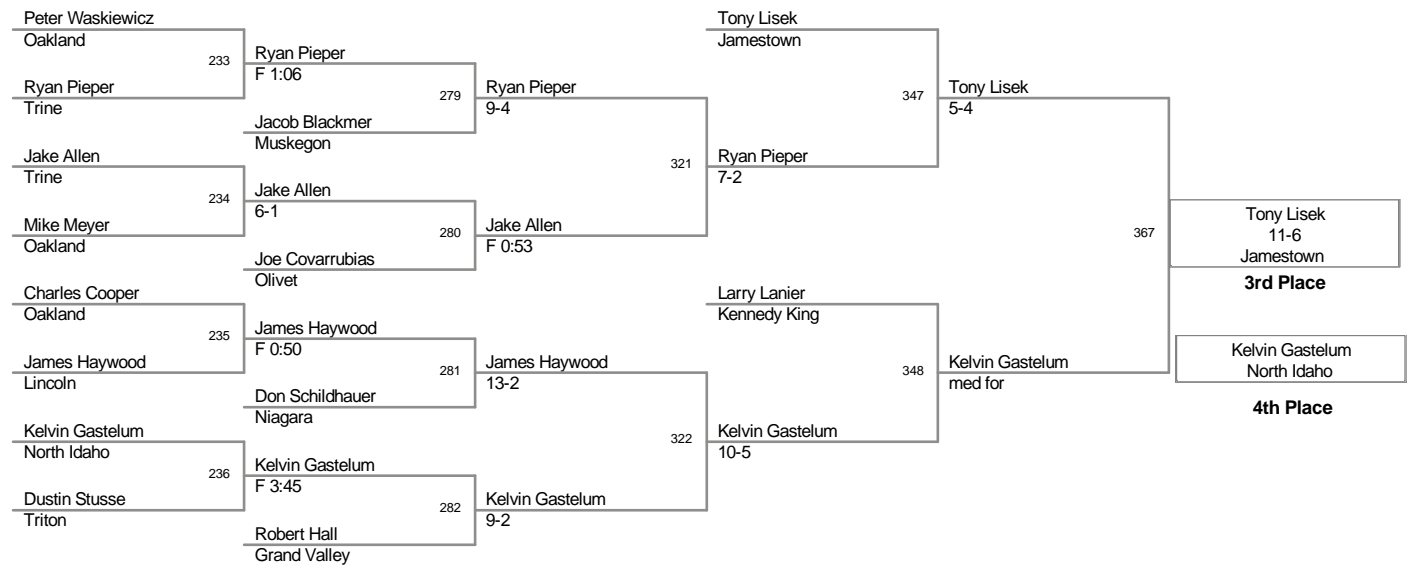 Peter Waskiewicz
Oakland
233
Ryan Pieper
Trine
Jake Allen
Trine
234
Mike Meyer
Oakland
Charles Cooper
Oakland
235
James Haywood
Lincoln
Kelvin Gastelum
North Idaho
236
Dustin Stusse
Triton
Ryan Pieper
F 1:06
279
Jacob Blackmer
Muskegon
Jake Allen
6-1
280
Joe Covarrubias
Olivet
James Haywood
F 0:50
281
Don Schildhauer
Niagara
Kelvin Gastelum
F 3:45
282
Robert Hall
Grand Valley
Ryan Pieper
9-4
321
Jake Allen
F 0:53
James Haywood
13-2
322
Kelvin Gastelum
9-2
Tony Lisek
Jamestown
347
Ryan Pieper
7-2
Larry Lanier
Kennedy King
348
Kelvin Gastelum
10-5
Tony Lisek
5-4
367
Kelvin Gastelum
med for
Tony Lisek
11-6
Jamestown
3rd Place
Kelvin Gastelum
North Idaho
4th Place